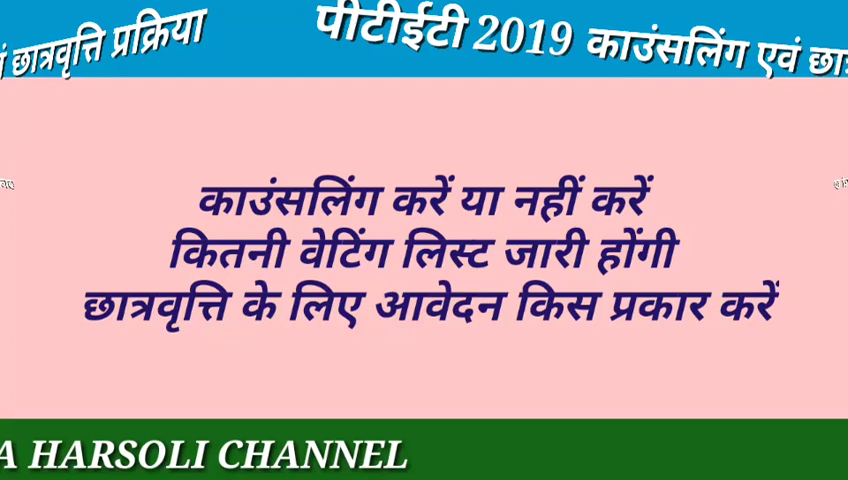 वं छात्रवृत्ति प्रक्रिया
पीटीईटी 2019 काउंसलिंग एवं छा
काउंसलिंग करें या नहीं करें
कितनी वेटिंग लिस्ट जारी होंगी
छात्रवृत्ति के लिए आवेदन किस प्रकार करें
A HARSOLI CHANNEL